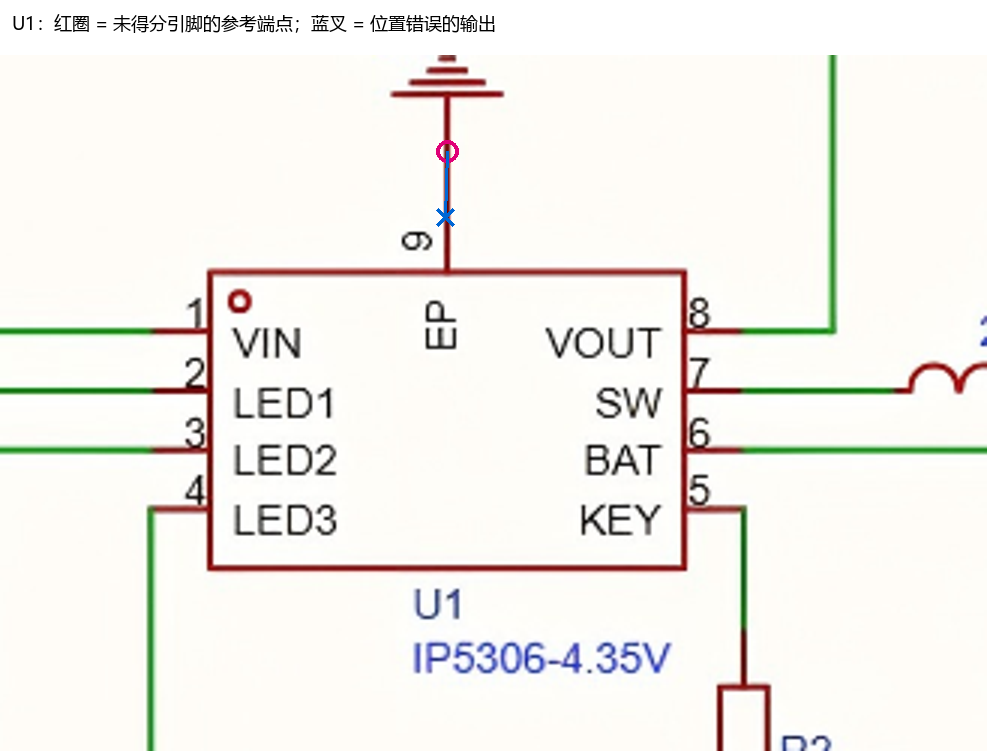 U1：红圈 = 未得分引脚的参考端点；蓝叉 = 位置错误的输出
9
EP
1
VIN
VOUT
8
2
LED1
SW
7
3
LED2
BAT
6
4
LED3
KEY
5
U1
IP5306-4.35V